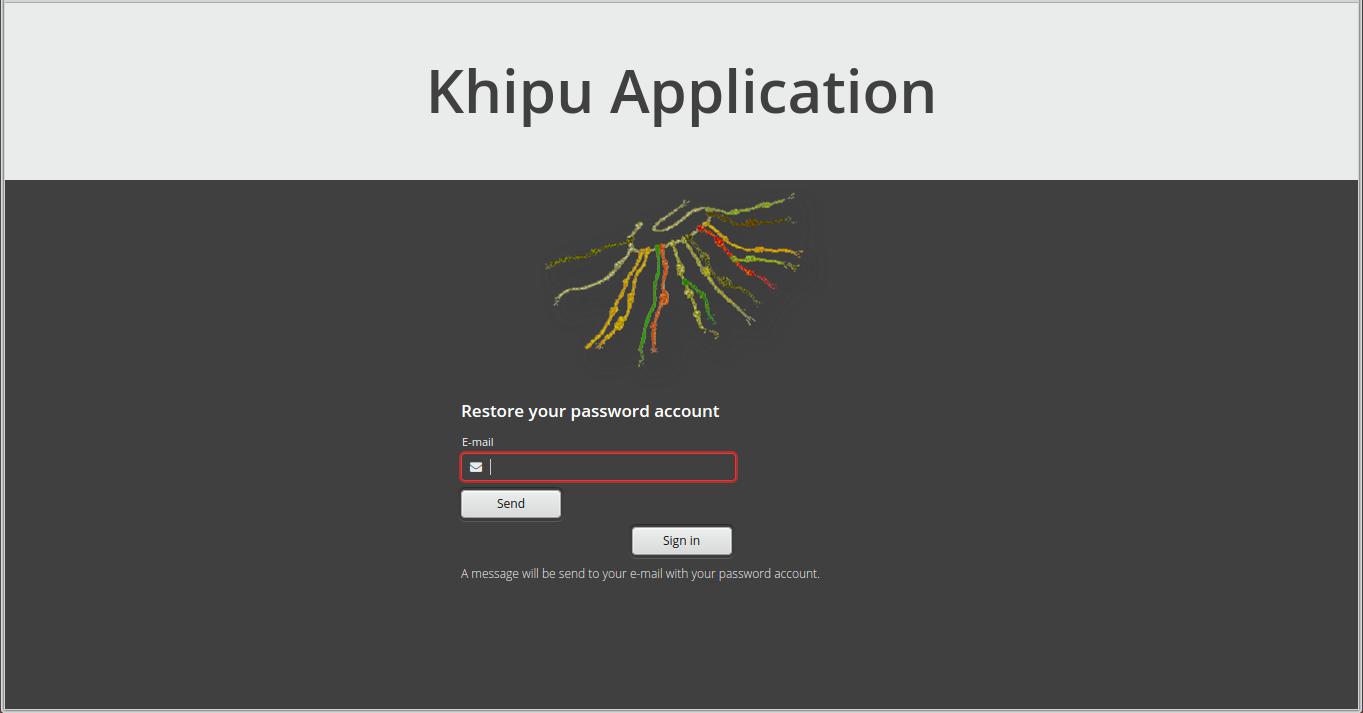 Khipu Application
Restore your password account
E-mail
Send
Sign in
A message will be send to your e-mail with your password account.